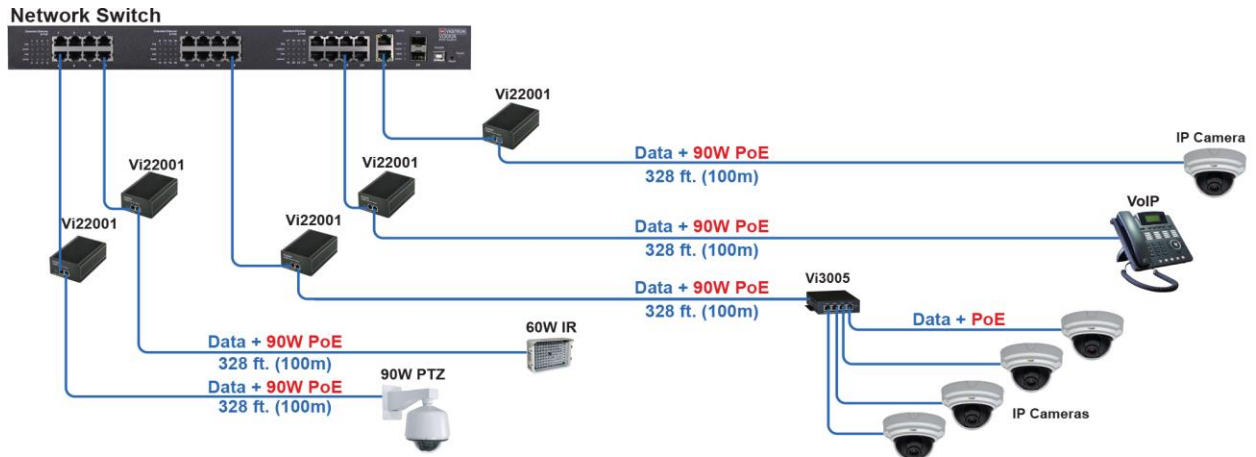 Network Switch
VIGITRON
Vi22001
IP Camera
Data + 90W PoE
328 ft. (100m)
Vi22001
Vi22001
VoIP
Vi22001
Vi22001
Data + 90W PoE
328 ft. (100m)
Vi3005
Data + 90W PoE
328 ft. (100m)
Data + PoE
60W IR
Data + 90W PoE
328 ft. (100m)
90W PTZ
Data + 90W PoE
328 ft. (100m)
IP Cameras